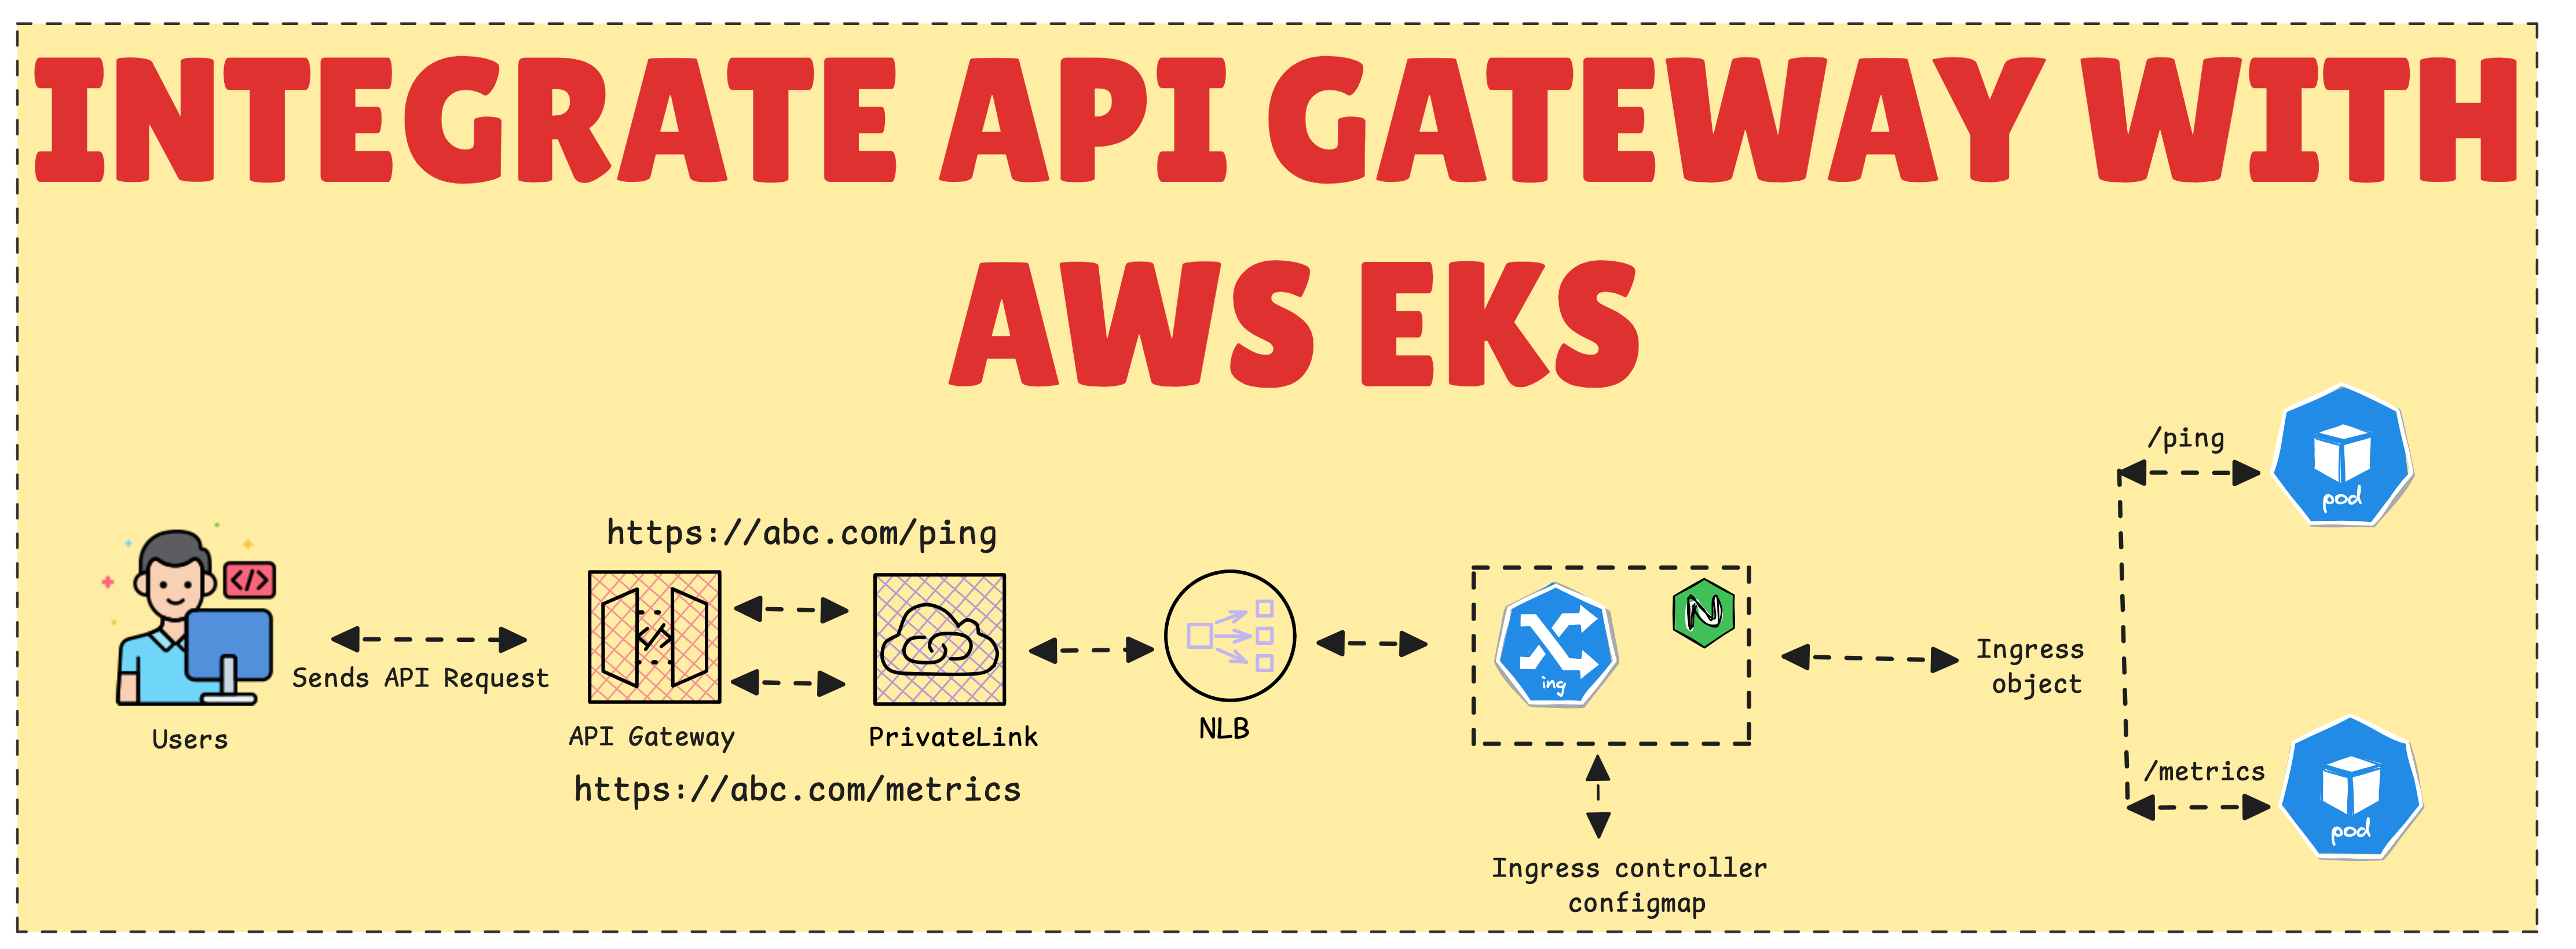 INTEGRATE API GATEWAY WITH
AWS EKS
https://abc.com/ping
</>
Sends API Request
Users
</>
API Gateway
PrivateLink
https://abc.com/metrics
NLB
ing
N
Ingress controller
configmap
Ingress
object
/ping
pod
/metrics
pod